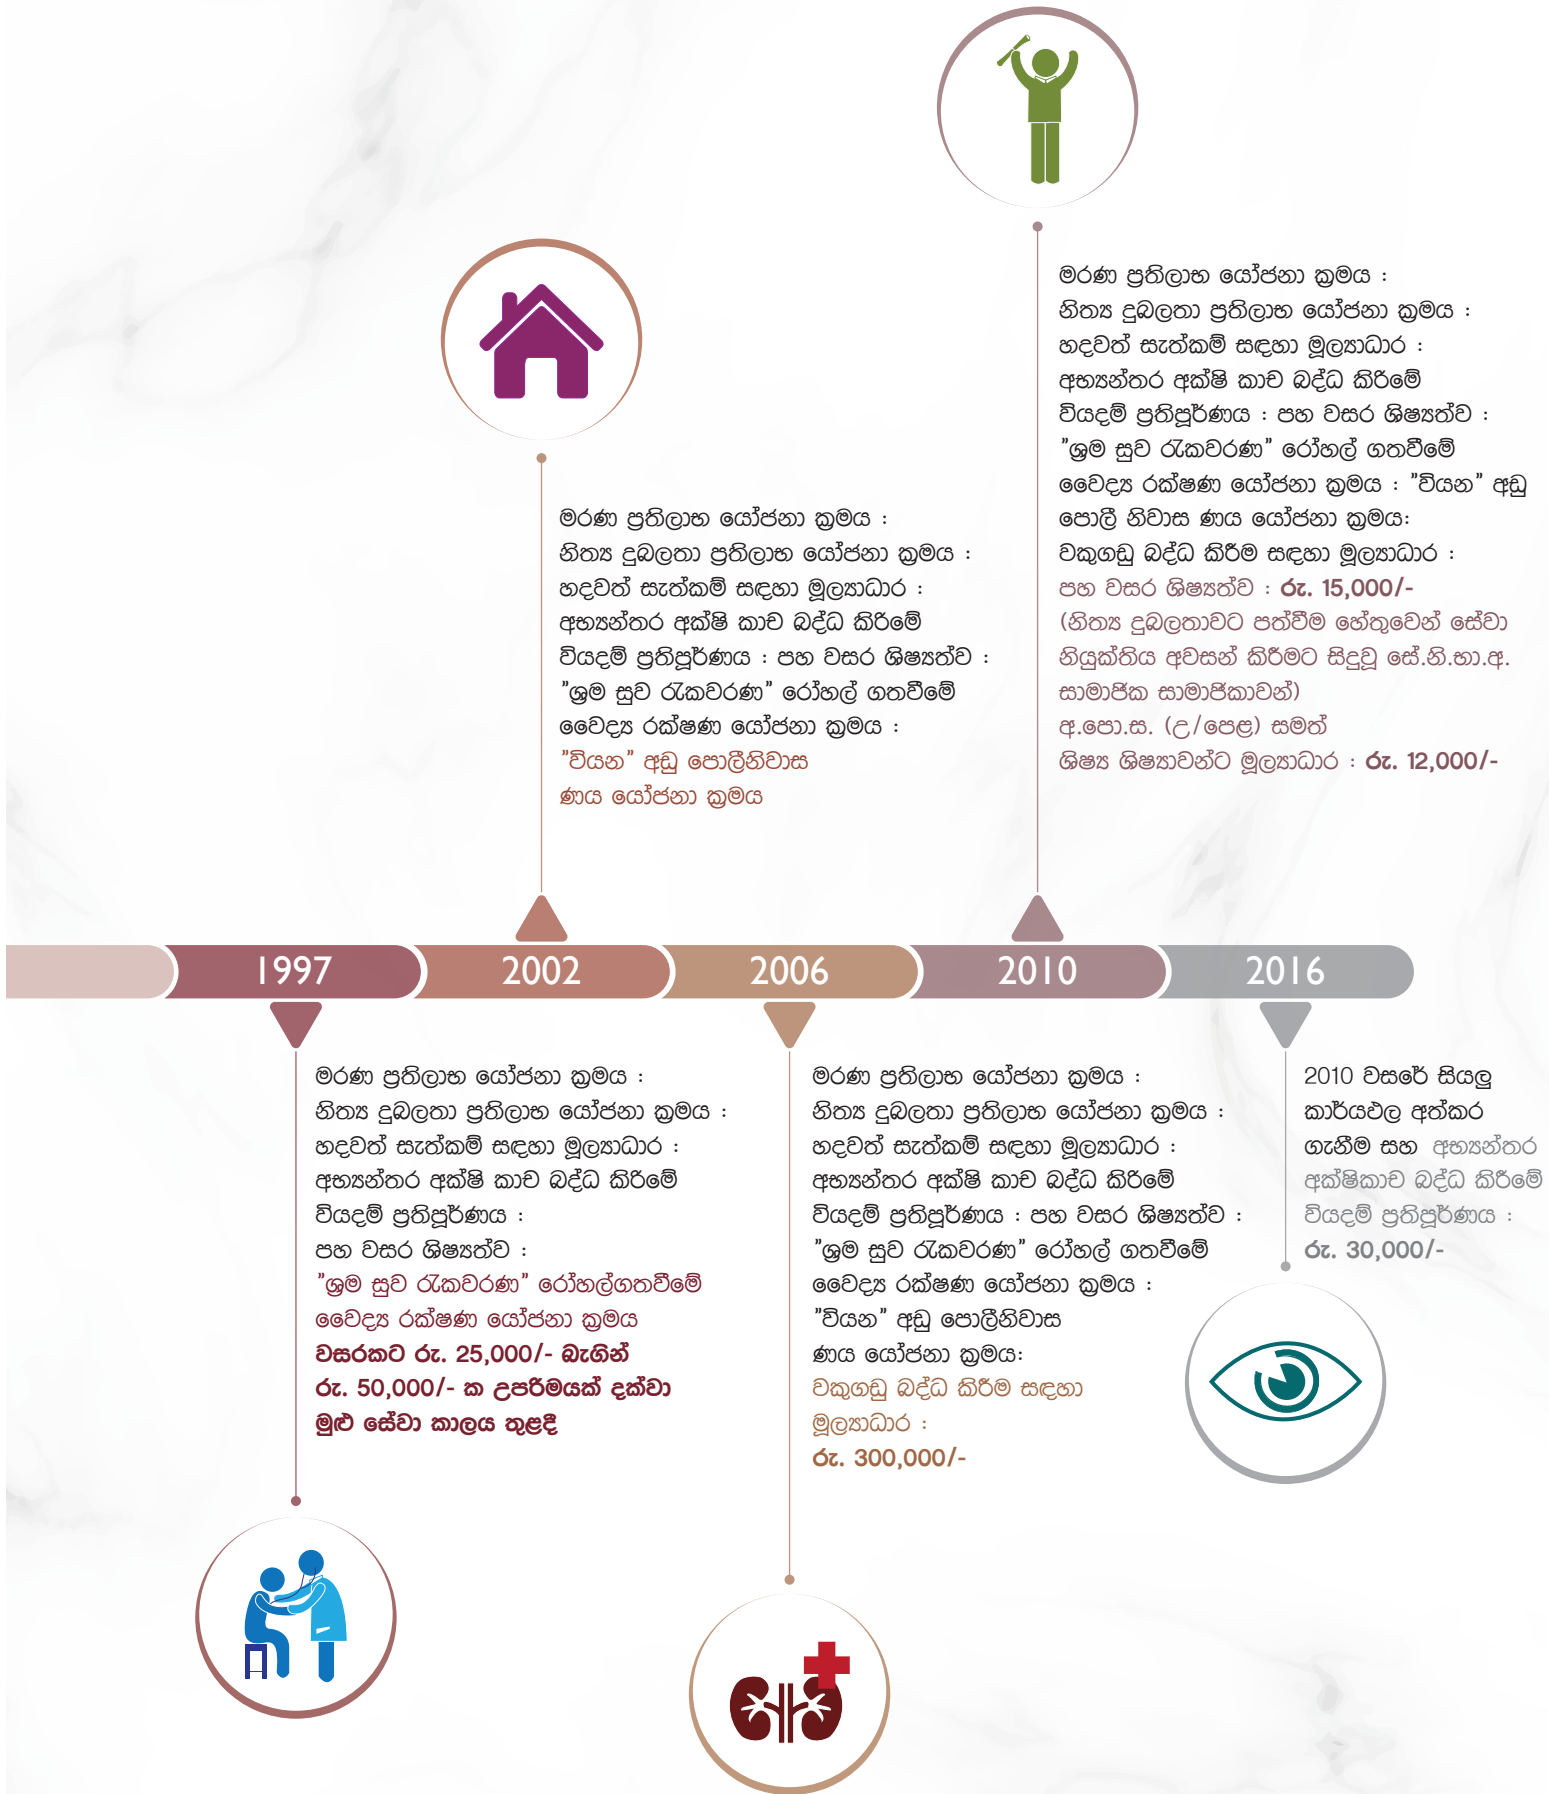 මරණ ප්‍රතිලාභ යෝජනා ක්‍රමය :
නිත්‍ය දුබලතා ප්‍රතිලාභ යෝජනා ක්‍රමය :
හදවත් සැත්කම් සඳහා මූල්‍යාධාර :
අභ්‍යන්තර අක්ෂි කාච බද්ධ කිරිමේ
වියදම් ප්‍රතිපූර්ණය : පහ වසර ශිෂ්‍යත්ව :
”ශ්‍රම සුව රැකවරණ” රෝහල් ගතවීමේ
වෛද්‍ය රක්ෂණ යෝජනා ක්‍රමය : ”වියන” අඩු
පොලී නිවාස ණය යෝජනා ක්‍රමය:
වකුගඩු බද්ධ කිරීම සඳහා මූල්‍යාධාර :
පහ වසර ශිෂ්‍යත්ව : රු. 15,000/-
(නිත්‍ය දුබලතාවට පත්වීම හේතුවෙන් සේවා
නියුක්තිය අවසන් කිරීමට සිදුවූ සේ.නි.භා.අ.
සාමාජික සාමාජිකාවන්)
අ.පො.ස. (උ/පෙළ) සමත්
ශිෂ්‍ය ශිෂ්‍යාවන්ට මූල්‍යාධාර : රු. 12,000/-
මරණ ප්‍රතිලාභ යෝජනා ක්‍රමය :
නිත්‍ය දුබලතා ප්‍රතිලාභ යෝජනා ක්‍රමය :
හදවත් සැත්කම් සඳහා මූල්‍යාධාර :
අභ්‍යන්තර අක්ෂි කාච බද්ධ කිරිමේ
වියදම් ප්‍රතිපූර්ණය : පහ වසර ශිෂ්‍යත්ව :
”ශ්‍රම සුව රැකවරණ” රෝහල් ගතවීමේ
වෛද්‍ය රක්ෂණ යෝජනා ක්‍රමය :
”වියන” අඩු පොලීනිවාස
ණය යෝජනා ක්‍රමය
1997
2002
2006
2010
2016
මරණ ප්‍රතිලාභ යෝජනා ක්‍රමය :
නිත්‍ය දුබලතා ප්‍රතිලාභ යෝජනා ක්‍රමය :
හදවත් සැත්කම් සඳහා මූල්‍යාධාර :
අභ්‍යන්තර අක්ෂි කාච බද්ධ කිරිමේ
වියදම් ප්‍රතිපූර්ණය :
පහ වසර ශිෂ්‍යත්ව :
”ශ්‍රම සුව රැකවරණ” රෝහල්ගතවීමේ
වෛද්‍ය රක්ෂණ යෝජනා ක්‍රමය
වසරකට රු. 25,000/- බැගින්
රු. 50,000/- ක උපරිමයක් දක්වා
මුළු සේවා කාලය තුළදී
මරණ ප්‍රතිලාභ යෝජනා ක්‍රමය :
නිත්‍ය දුබලතා ප්‍රතිලාභ යෝජනා ක්‍රමය :
හදවත් සැත්කම් සඳහා මූල්‍යාධාර :
අභ්‍යන්තර අක්ෂි කාච බද්ධ කිරිමේ
වියදම් ප්‍රතිපූර්ණය : පහ වසර ශිෂ්‍යත්ව :
”ශ්‍රම සුව රැකවරණ” රෝහල් ගතවීමේ
වෛද්‍ය රක්ෂණ යෝජනා ක්‍රමය :
”වියන” අඩු පොලීනිවාස
ණය යෝජනා ක්‍රමය:
වකුගඩු බද්ධ කිරීම සඳහා
මූල්‍යාධාර :
රු. 300,000/-
2010 වසරේ සියලු
කාර්යඵල අත්කර
ගැනීම සහ අභ්‍යන්තර
අක්ෂිකාච බද්ධ කිරීමේ
වියදම් ප්‍රතිපූර්ණය :
රු. 30,000/-